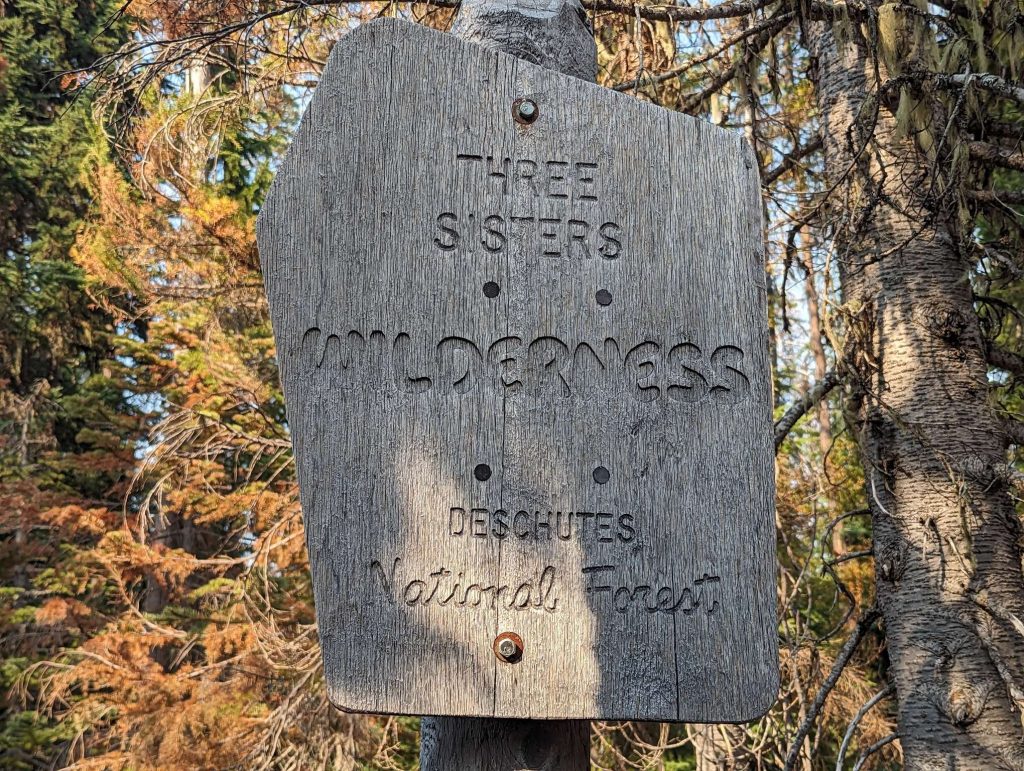 THREE
SISTERS
WILDERNESS
DESCHUTES
National Forest